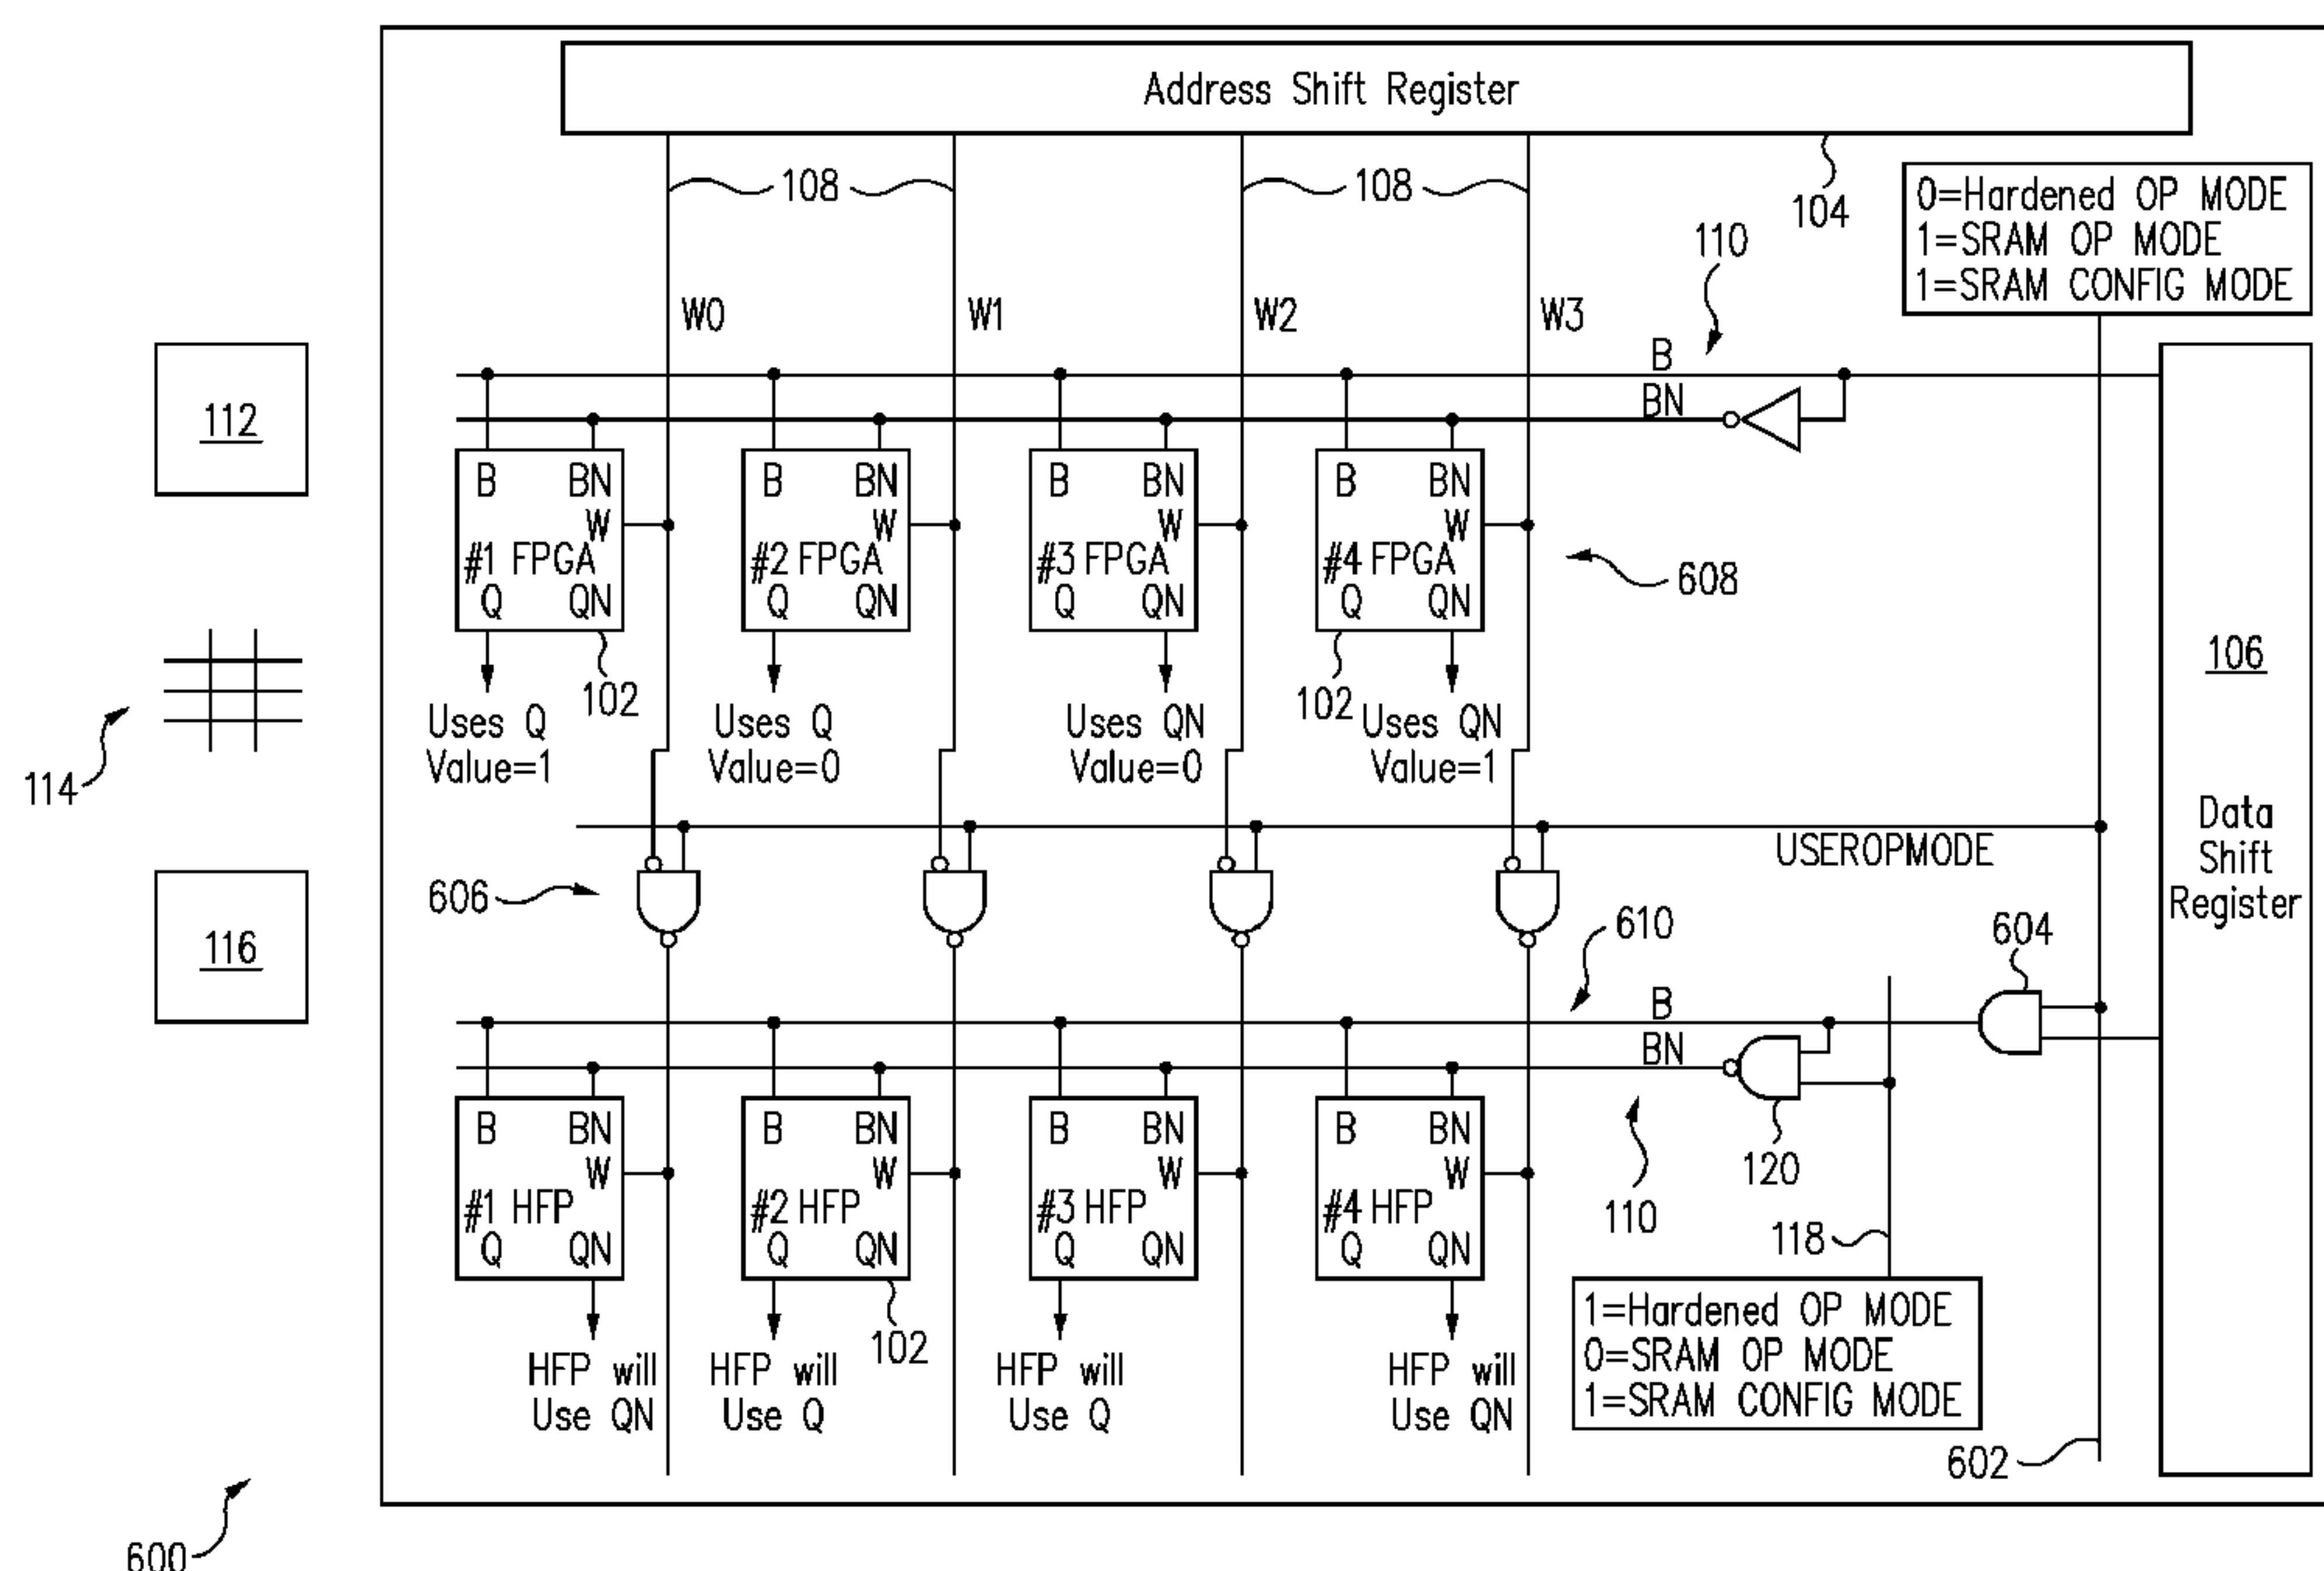 Address Shift Register
108
108
104
0=Hardened OP MODE
1=SRAM OP MODE
1=SRAM CONFIG MODE
110
W0
W1
W2
W3
B
BN
112
B BN
W
#1 FPGA
Q QN
B BN
W
#2 FPGA
Q QN
B BN
W
#3 FPGA
Q QN
B BN
W
#4 FPGA
Q QN
608
102
102
Uses Q
Value=1
Uses Q
Value=0
Uses QN
Value=0
Uses QN
Value=1
114
106
Data
Shift
Register
USEROPMODE
606
116
610
604
B
BN
B BN
W
#1 HFP
Q QN
B BN
W
#2 HFP
Q QN
B BN
W
#3 HFP
Q QN
B BN
W
#4 HFP
Q QN
120
110
118
102
HFP will
Use QN
HFP will
Use Q
HFP will
Use Q
HFP will
Use QN
1=Hardened OP MODE
0=SRAM OP MODE
1=SRAM CONFIG MODE
602
600